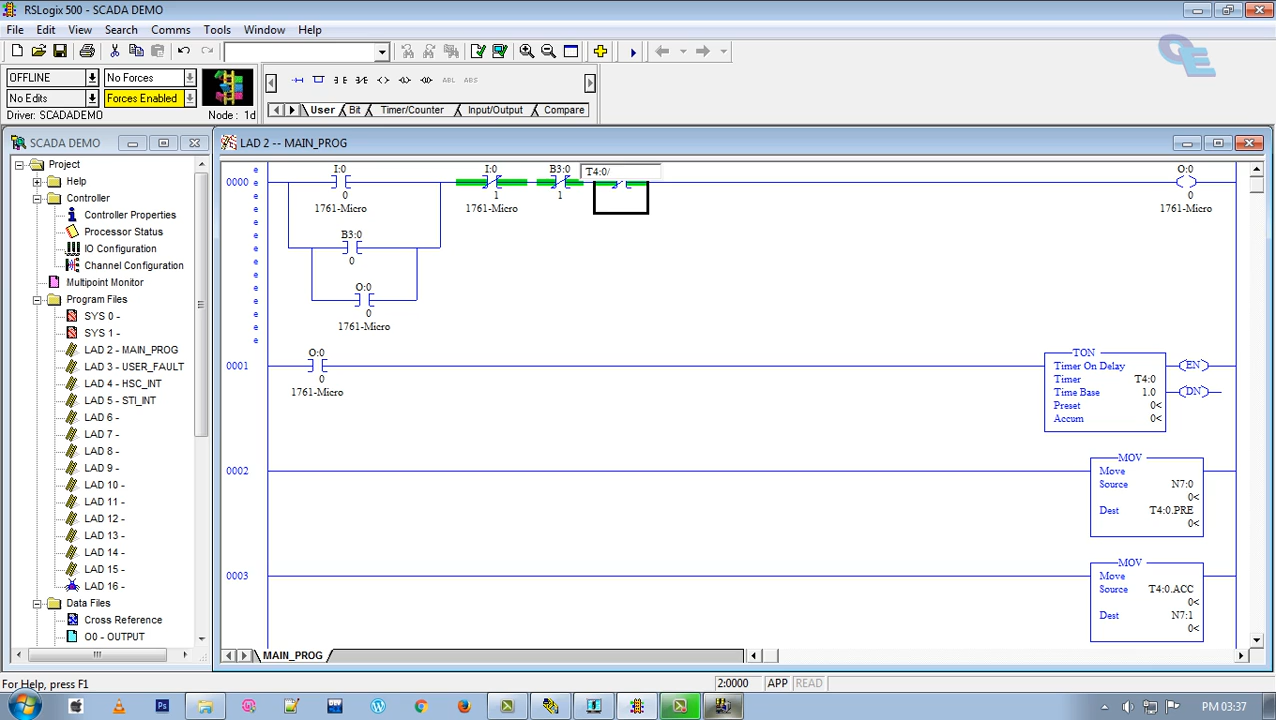 RSLogix 500 - SCADA DEMO
File Edit View Search Comms Tools Window Help
OFFLINE No Forces
No Edits Forces Enabled
Driver: SCADADEMO Node : 1d
ABL ABS
User Bit Timer/Counter Input/Output Compare
SCADA DEMO
Project
Help
Controller
Controller Properties
Processor Status
IO Configuration
Channel Configuration
Multipoint Monitor
Program Files
SYS 0 -
SYS 1 -
LAD 2 - MAIN_PROG
LAD 3 - USER_FAULT
LAD 4 - HSC_INT
LAD 5 - STI_INT
LAD 6 -
LAD 7 -
LAD 8 -
LAD 9 -
LAD 10 -
LAD 11 -
LAD 12 -
LAD 13 -
LAD 14 -
LAD 15 -
LAD 16 -
Data Files
Cross Reference
O0 - OUTPUT
LAD 2 -- MAIN_PROG
0000
e
e
e
e
e
e
e
e
e
e
e
e
e
I:0
0
1761-Micro
I:0
1
1761-Micro
B3:0
1
T4:0/
O:0
0
1761-Micro
B3:0
0
O:0
0
1761-Micro
0001
O:0
0
1761-Micro
TON
Timer On Delay
Timer T4:0
Time Base 1.0
Preset 0<
Accum 0<
EN
DN
0002
MOV
Move
Source N7:0
0<
Dest T4:0.PRE
0<
0003
MOV
Move
Source T4:0.ACC
0<
Dest N7:1
0<
MAIN_PROG
For Help, press F1
2:0000 APP READ
PM 03:37